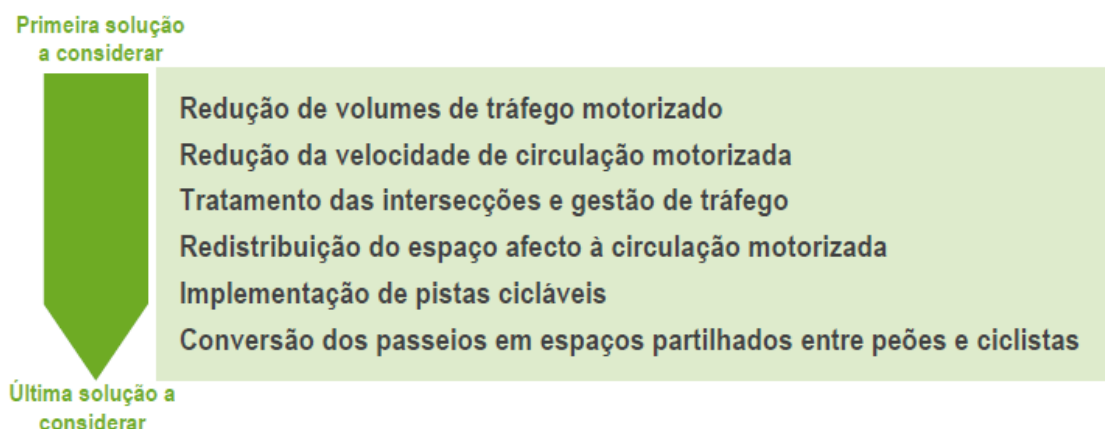 Primeira solução
a considerar
Redução de volumes de tráfego motorizado
Redução da velocidade de circulação motorizada
Tratamento das intersecções e gestão de tráfego
Redistribuição do espaço afecto à circulação motorizada
Implementação de pistas cicláveis
Conversão dos passeios em espaços partilhados entre peões e ciclistas
Última solução a
considerar